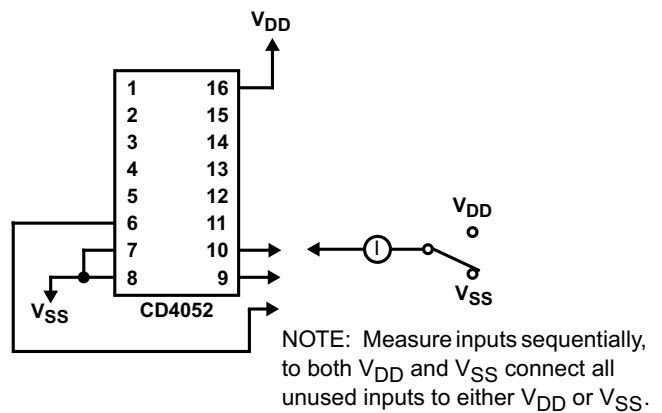 VDD
1 16
2 15
3 14
4 13
5 12
6 11
7 10
8 9
VSS
CD4052
I
VDD
VSS
NOTE: Measure inputs sequentially,
to both VDD and VSS connect all
unused inputs to either VDD or VSS.